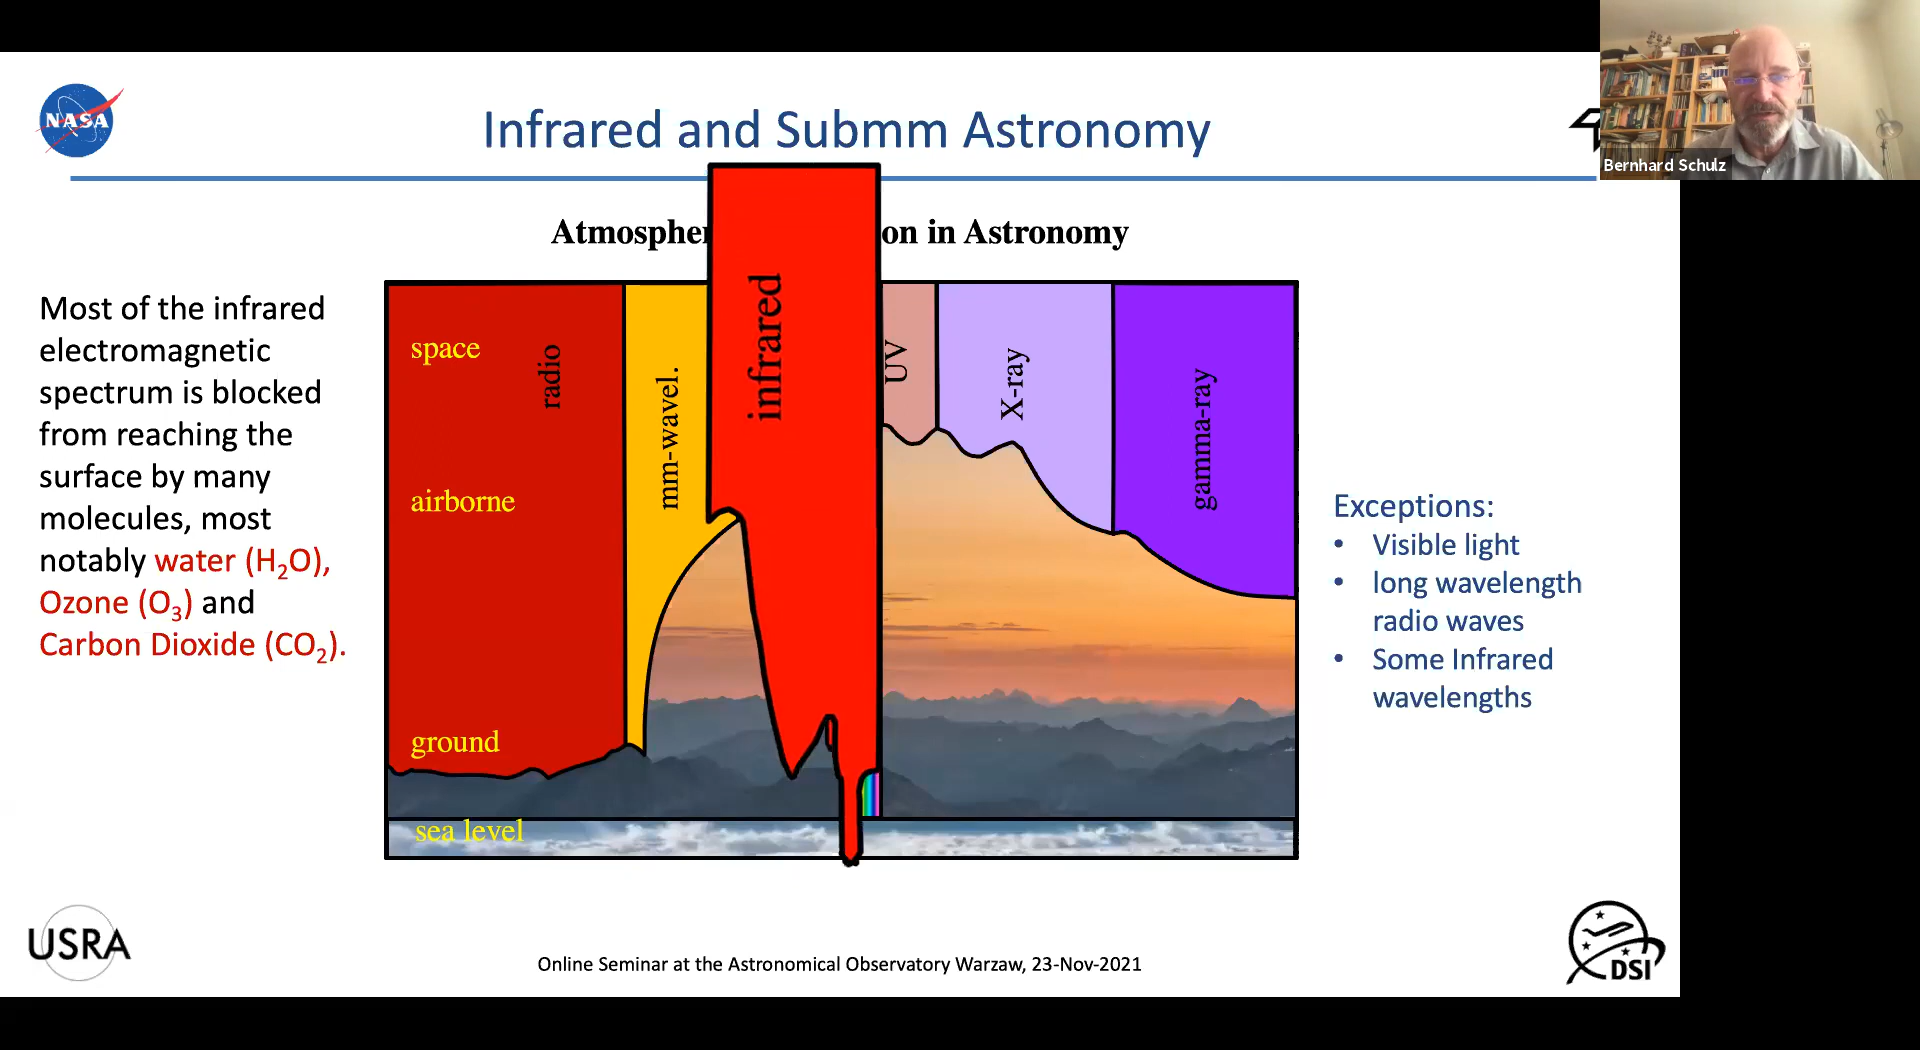 NASA
Infrared and Submm Astronomy
Bernhard Schulz
Atmospher
on in Astronomy
Most of the infrared
electromagnetic
spectrum is blocked
from reaching the
surface by many
molecules, most
notably water (H₂O),
Ozone (O₃) and
Carbon Dioxide (CO₂).
space
airborne
ground
sea level
radio
mm-wavel.
infrared
UV
X-ray
gamma-ray
Exceptions:
• Visible light
• long wavelength
radio waves
• Some Infrared
wavelengths
USRA
Online Seminar at the Astronomical Observatory Warzaw, 23-Nov-2021
DSI